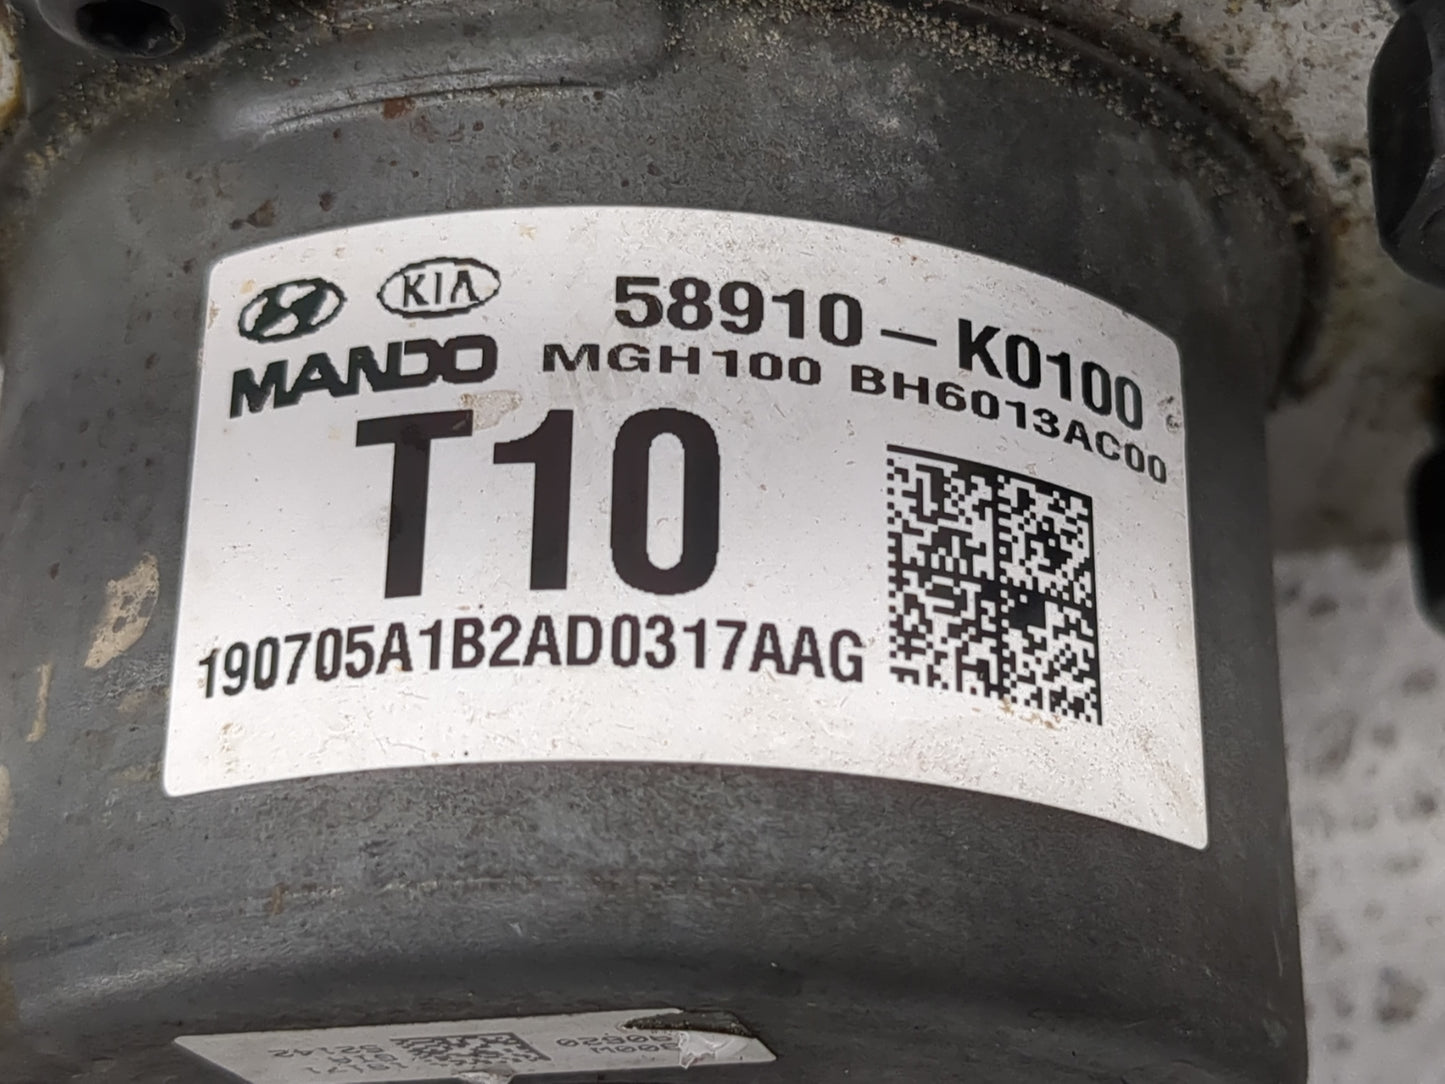 KIA 58910-K0100
MANDO MGH100 BH6013AC00
T10
190705A1B2AD0317AAG